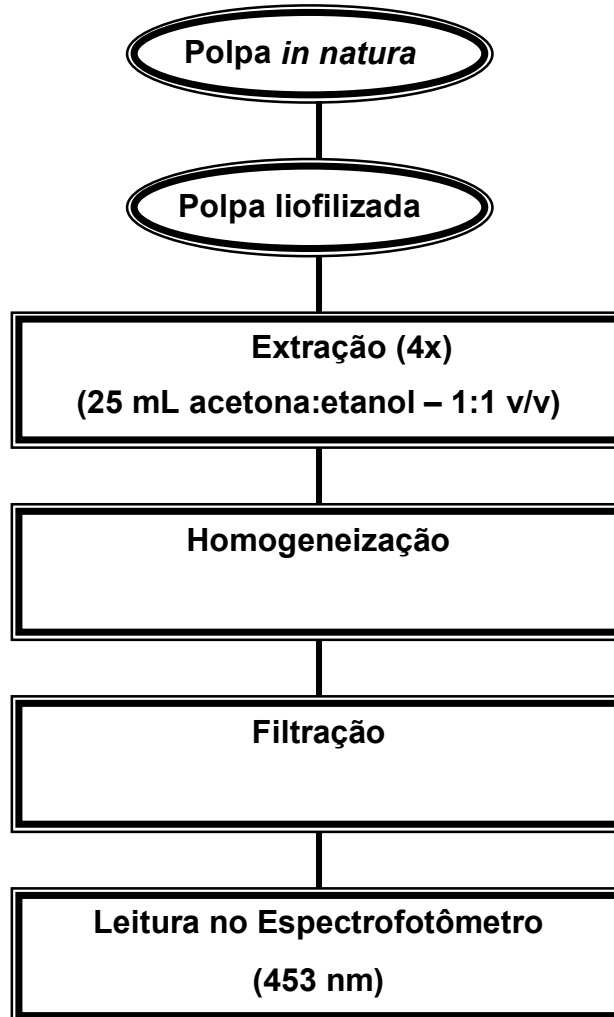 Polpa in natura
Polpa liofilizada
Extração (4x)
(25 mL acetona:etanol – 1:1 v/v)
Homogeneização
Filtração
Leitura no Espectrofotômetro
(453 nm)